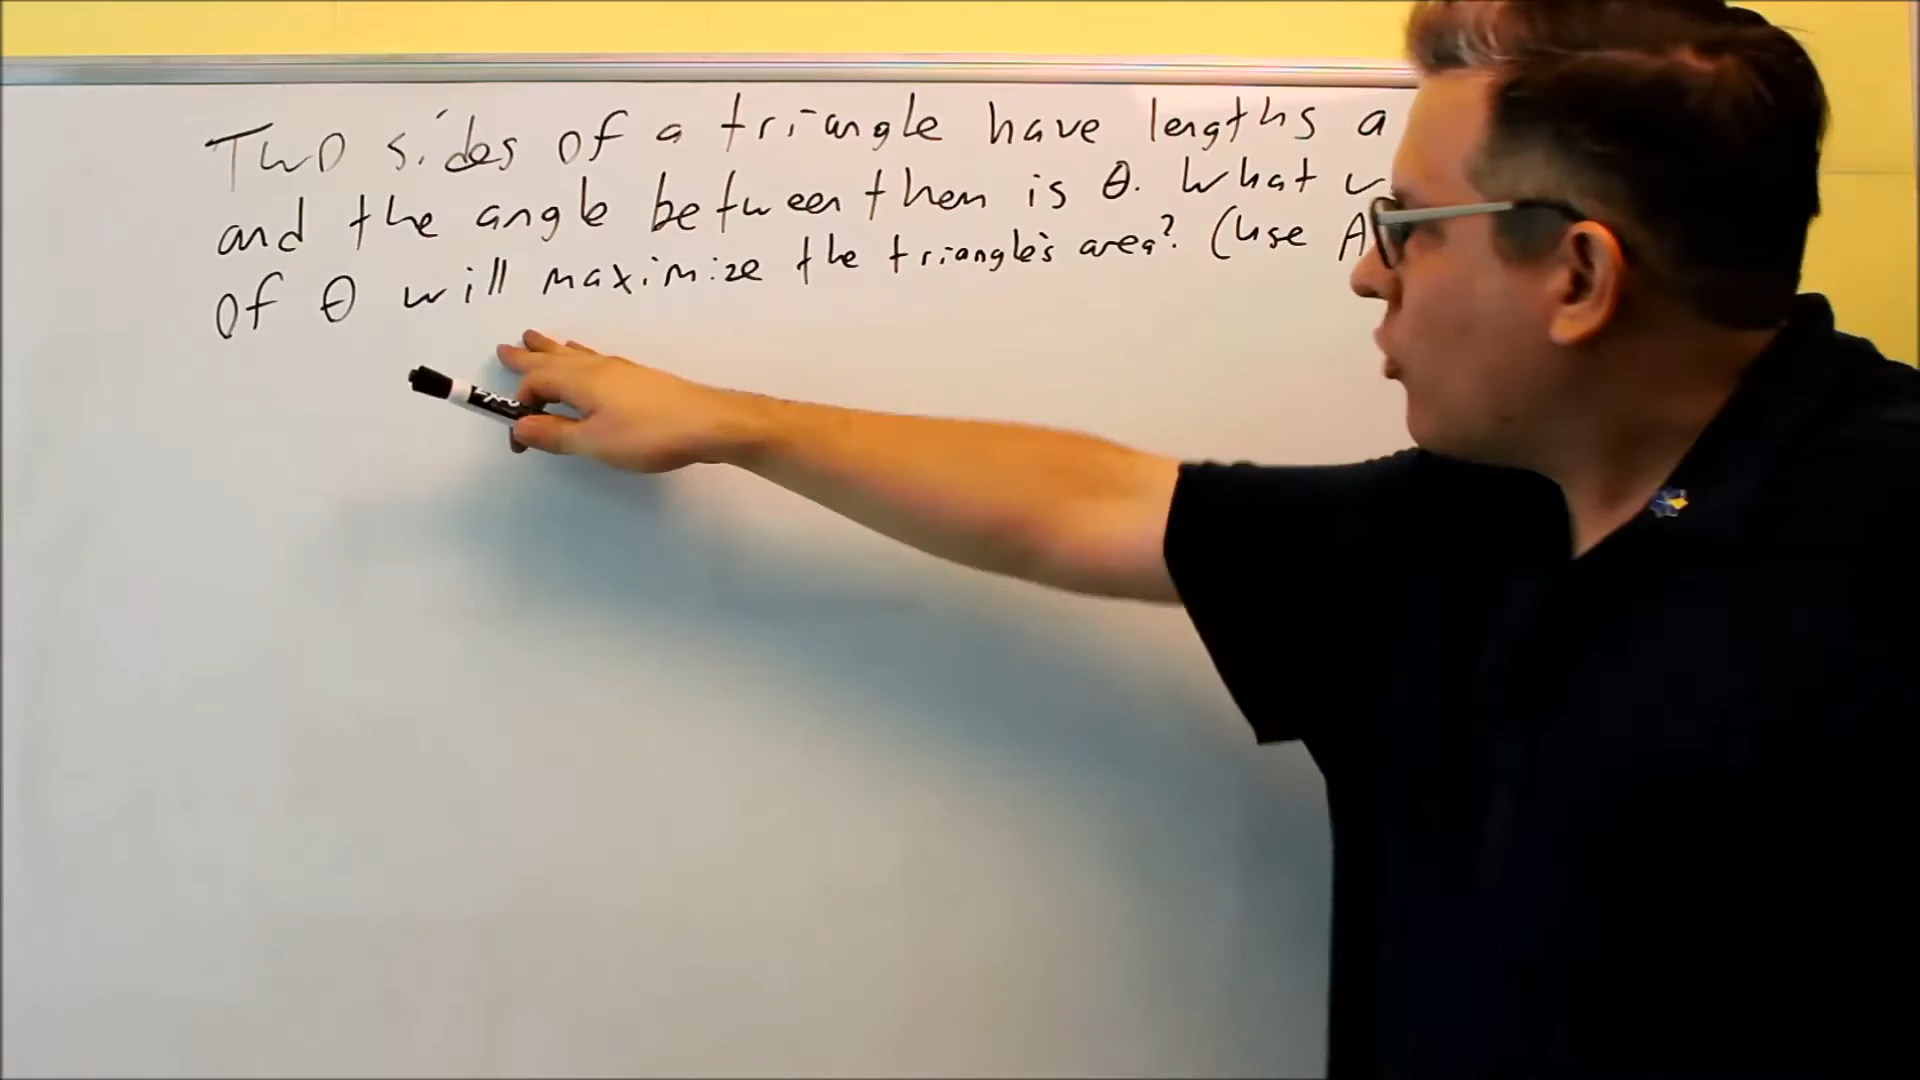 Two sides of a triangle have lengths a
and the angle between them is θ. What
of θ will maximize the triangle's area? (Use A
EXPO